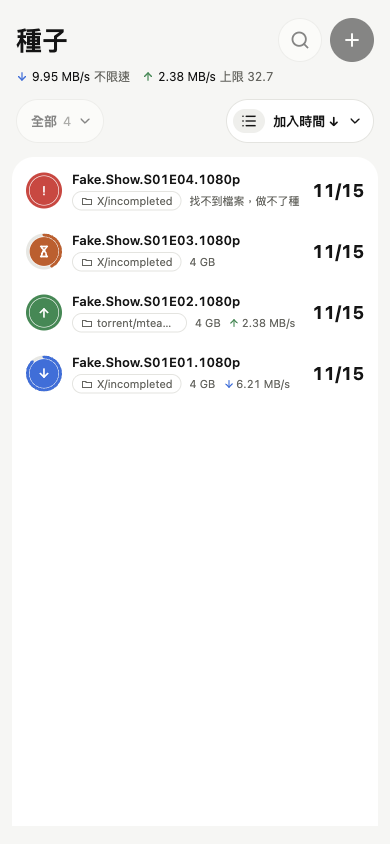 種子
9.95 MB/s 不限速 2.38 MB/s 上限 32.7
全部 4 加入時間
Fake.Show.S01E04.1080p
X/incompleted 找不到檔案，做不了種
11/15
Fake.Show.S01E03.1080p
X/incompleted 4 GB
11/15
Fake.Show.S01E02.1080p
torrent/mtea... 4 GB 2.38 MB/s
11/15
Fake.Show.S01E01.1080p
X/incompleted 4 GB 6.21 MB/s
11/15